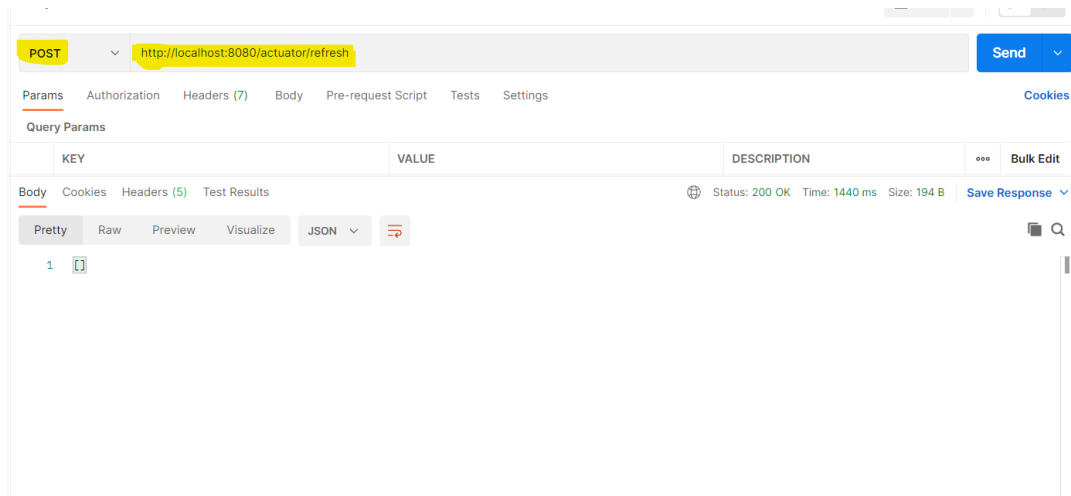 POST http://localhost:8080/actuator/refresh Send
Params Authorization Headers (7) Body Pre-request Script Tests Settings Cookies
Query Params
KEY VALUE DESCRIPTION ooo Bulk Edit
Body Cookies Headers (5) Test Results Status: 200 OK Time: 1440 ms Size: 194 B Save Response
Pretty Raw Preview Visualize JSON
1 []